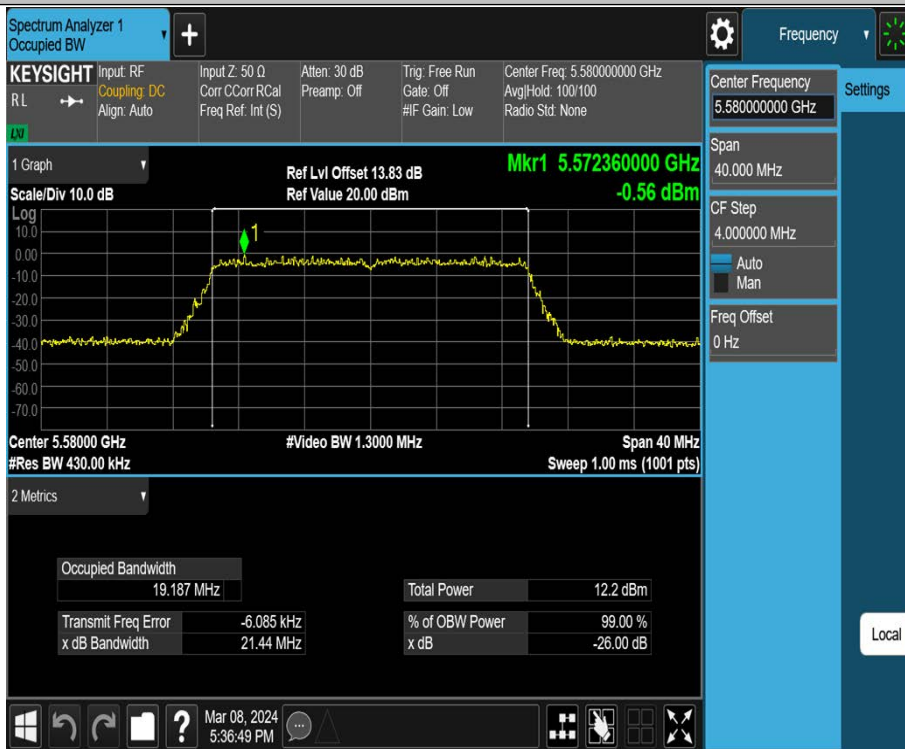 Spectrum Analyzer 1
Occupied BW
+
Frequency
KEYSIGHT
R L
LXI
Input: RF
Coupling: DC
Align: Auto
Input Z: 50 Ω
Corr CCorr RCal
Freq Ref: Int (S)
Atten: 30 dB
Preamp: Off
Trig: Free Run
Gate: Off
#IF Gain: Low
Center Freq: 5.580000000 GHz
Avg|Hold: 100/100
Radio Std: None
Center Frequency
5.580000000 GHz
Settings
Span
40.000 MHz
CF Step
4.000000 MHz
Auto
Man
Freq Offset
0 Hz
Local
1 Graph
Scale/Div 10.0 dB
Ref Lvl Offset 13.83 dB
Ref Value 20.00 dBm
Mkr1 5.572360000 GHz
-0.56 dBm
Log
10.0
0.00
-10.0
-20.0
-30.0
-40.0
-50.0
-60.0
-70.0
1
Center 5.58000 GHz
#Res BW 430.00 kHz
#Video BW 1.3000 MHz
Span 40 MHz
Sweep 1.00 ms (1001 pts)
2 Metrics
Occupied Bandwidth
19.187 MHz
Total Power 12.2 dBm
Transmit Freq Error -6.085 kHz
% of OBW Power 99.00 %
x dB Bandwidth 21.44 MHz
x dB -26.00 dB
?
Mar 08, 2024
5:36:49 PM